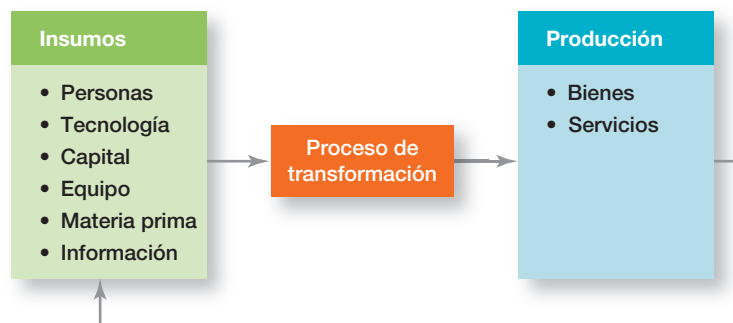 Insumos
• Personas
• Tecnología
• Capital
• Equipo
• Materia prima
• Información
Proceso de
transformación
Producción
• Bienes
• Servicios